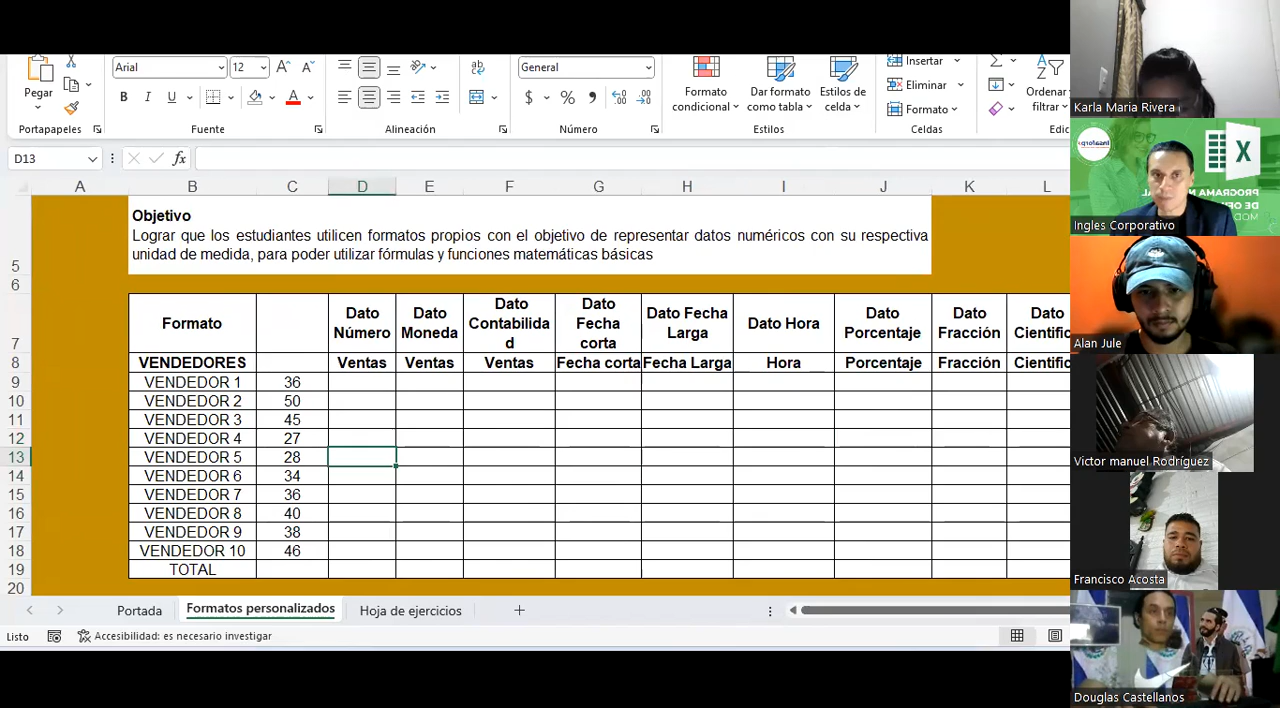 Pegar
Portapapeles
Arial
12
N
K
S
Fuente
Alineación
General
$
%
Número
Formato
condicional
Dar formato
como tabla
Estilos de
celda
Estilos
Insertar
Eliminar
Formato
Celdas
Ordenar
filtrar
D13
fx
A B C D E F G H I J K L
5
Objetivo
Lograr que los estudiantes utilicen formatos propios con el objetivo de representar datos numéricos con su respectiva
unidad de medida, para poder utilizar fórmulas y funciones matemáticas básicas
6
7 Formato Dato Número Dato Moneda Dato Contabilidad Dato Fecha corta Dato Fecha Larga Dato Hora Dato Porcentaje Dato Fracción Dato
8 VENDEDORES Ventas Ventas Ventas Fecha corta Fecha Larga Hora Porcentaje Fracción
9 VENDEDOR 1 36
10 VENDEDOR 2 50
11 VENDEDOR 3 45
12 VENDEDOR 4 27
13 VENDEDOR 5 28
14 VENDEDOR 6 34
15 VENDEDOR 7 36
16 VENDEDOR 8 40
17 VENDEDOR 9 38
18 VENDEDOR 10 46
19 TOTAL
20
Portada
Formatos personalizados
Hoja de ejercicios
Listo
Accesibilidad: es necesario investigar
Karla Maria Rivera
Ingles Corporativo
Alan Jule
Victor manuel Rodríguez
Francisco Acosta
Douglas Castellanos